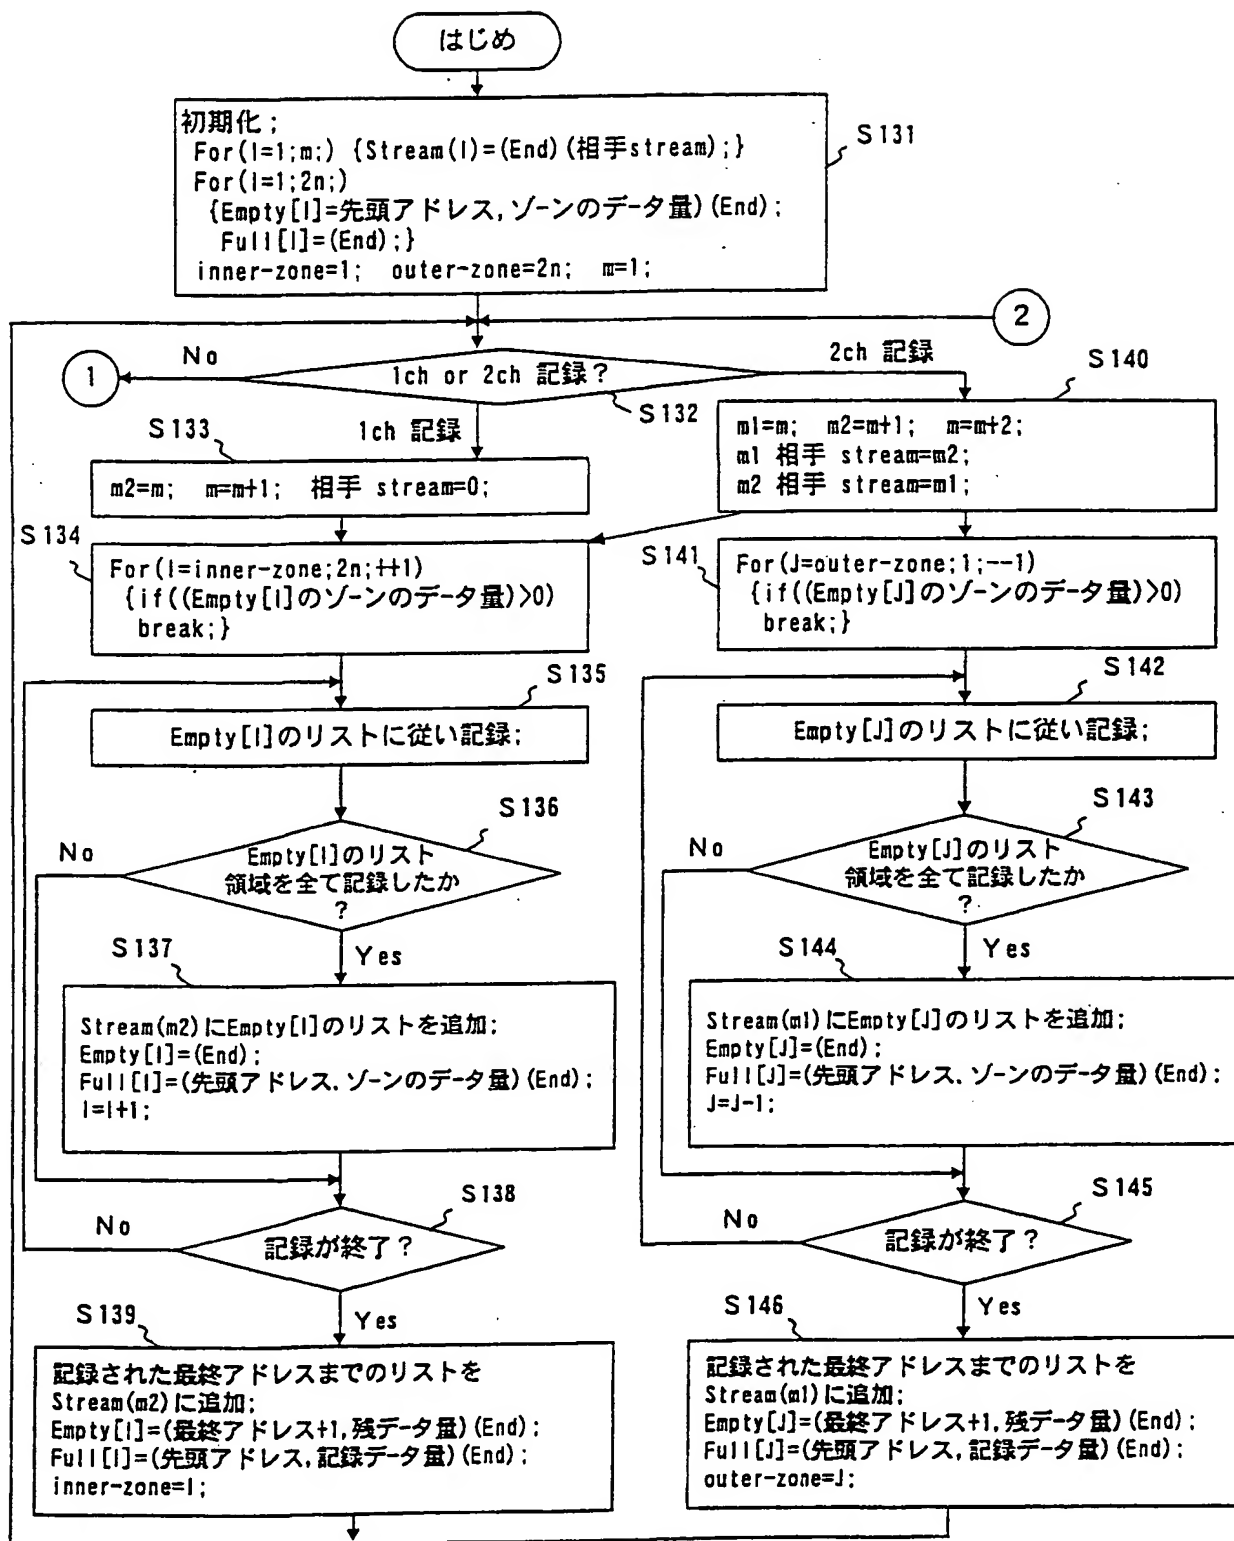 はじめ
初期化;
For(I=1;m;) {Stream(I)=(End)(相手stream);}
For(I=1;2n;)
{Empty[I]=先頭アドレス,ゾーンのデータ量)(End);
Full[I]=(End);}
inner-zone=1; outer-zone=2n; m=1;
S131
2
No
1
1ch or 2ch 記録?
S132
2ch 記録
S140
m1=m; m2=m+1; m=m+2;
m1 相手 stream=m2;
m2 相手 stream=m1;
S133
1ch 記録
m2=m; m=m+1; 相手 stream=0;
S134
For(I=inner-zone;2n;++1)
{if((Empty[I]のゾーンのデータ量)>0)
break;}
S141
For(J=outer-zone;1;--1)
{if((Empty[J]のゾーンのデータ量)>0)
break;}
S135
Empty[I]のリストに従い記録;
S142
Empty[J]のリストに従い記録;
S136
No
Empty[I]のリスト
領域を全て記録したか
?
Yes
S143
No
Empty[J]のリスト
領域を全て記録したか
?
Yes
S137
Stream(m2)にEmpty[I]のリストを追加;
Empty[I]=(End);
Full[I]=(先頭アドレス,ゾーンのデータ量)(End);
I=I+1;
S144
Stream(m1)にEmpty[J]のリストを追加;
Empty[J]=(End);
Full[J]=(先頭アドレス,ゾーンのデータ量)(End);
J=J-1;
S138
No
記録が終了?
Yes
S145
No
記録が終了?
Yes
S139
記録された最終アドレスまでのリストを
Stream(m2)に追加;
Empty[I]=(最終アドレス+1,残データ量)(End);
Full[I]=(先頭アドレス,記録データ量)(End);
inner-zone=I;
S146
記録された最終アドレスまでのリストを
Stream(m1)に追加;
Empty[J]=(最終アドレス+1,残データ量)(End);
Full[J]=(先頭アドレス,記録データ量)(End);
outer-zone=J;